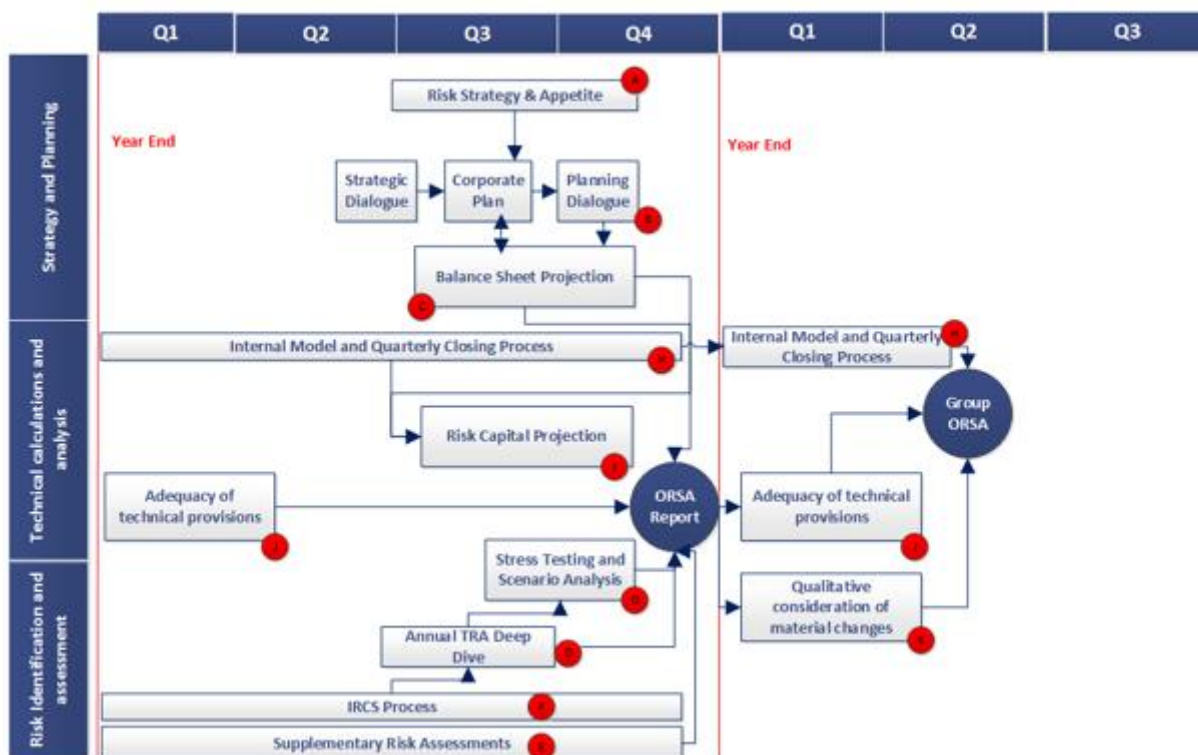 Q1
Q2
Q3
Q4
Q1
Q2
Q3
Strategy and Planning
Risk Strategy & Appetite
A
Year End
Year End
Strategic
Dialogue
Corporate
Plan
Planning
Dialogue
Balance Sheet Projection
Technical calculations and
analysis
Internal Model and Quarterly Closing Process
Internal Model and Quarterly
Closing Process
Group
ORSA
Risk Capital Projection
Adequacy of
technical provisions
J
ORSA
Report
Adequacy of technical
provisions
J
Risk Identification and
assessment
Stress Testing and
Scenario Analysis
Qualitative
consideration of
material changes
Annual TRA Deep
Dive
IRCS Process
Supplementary Risk Assessments